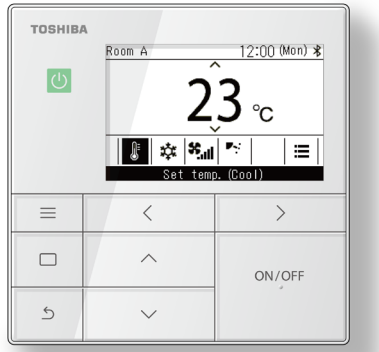 TOSHIBA
Room A 12:00 (Mon)
23 °C
Set temp. (Cool)
ON/OFF